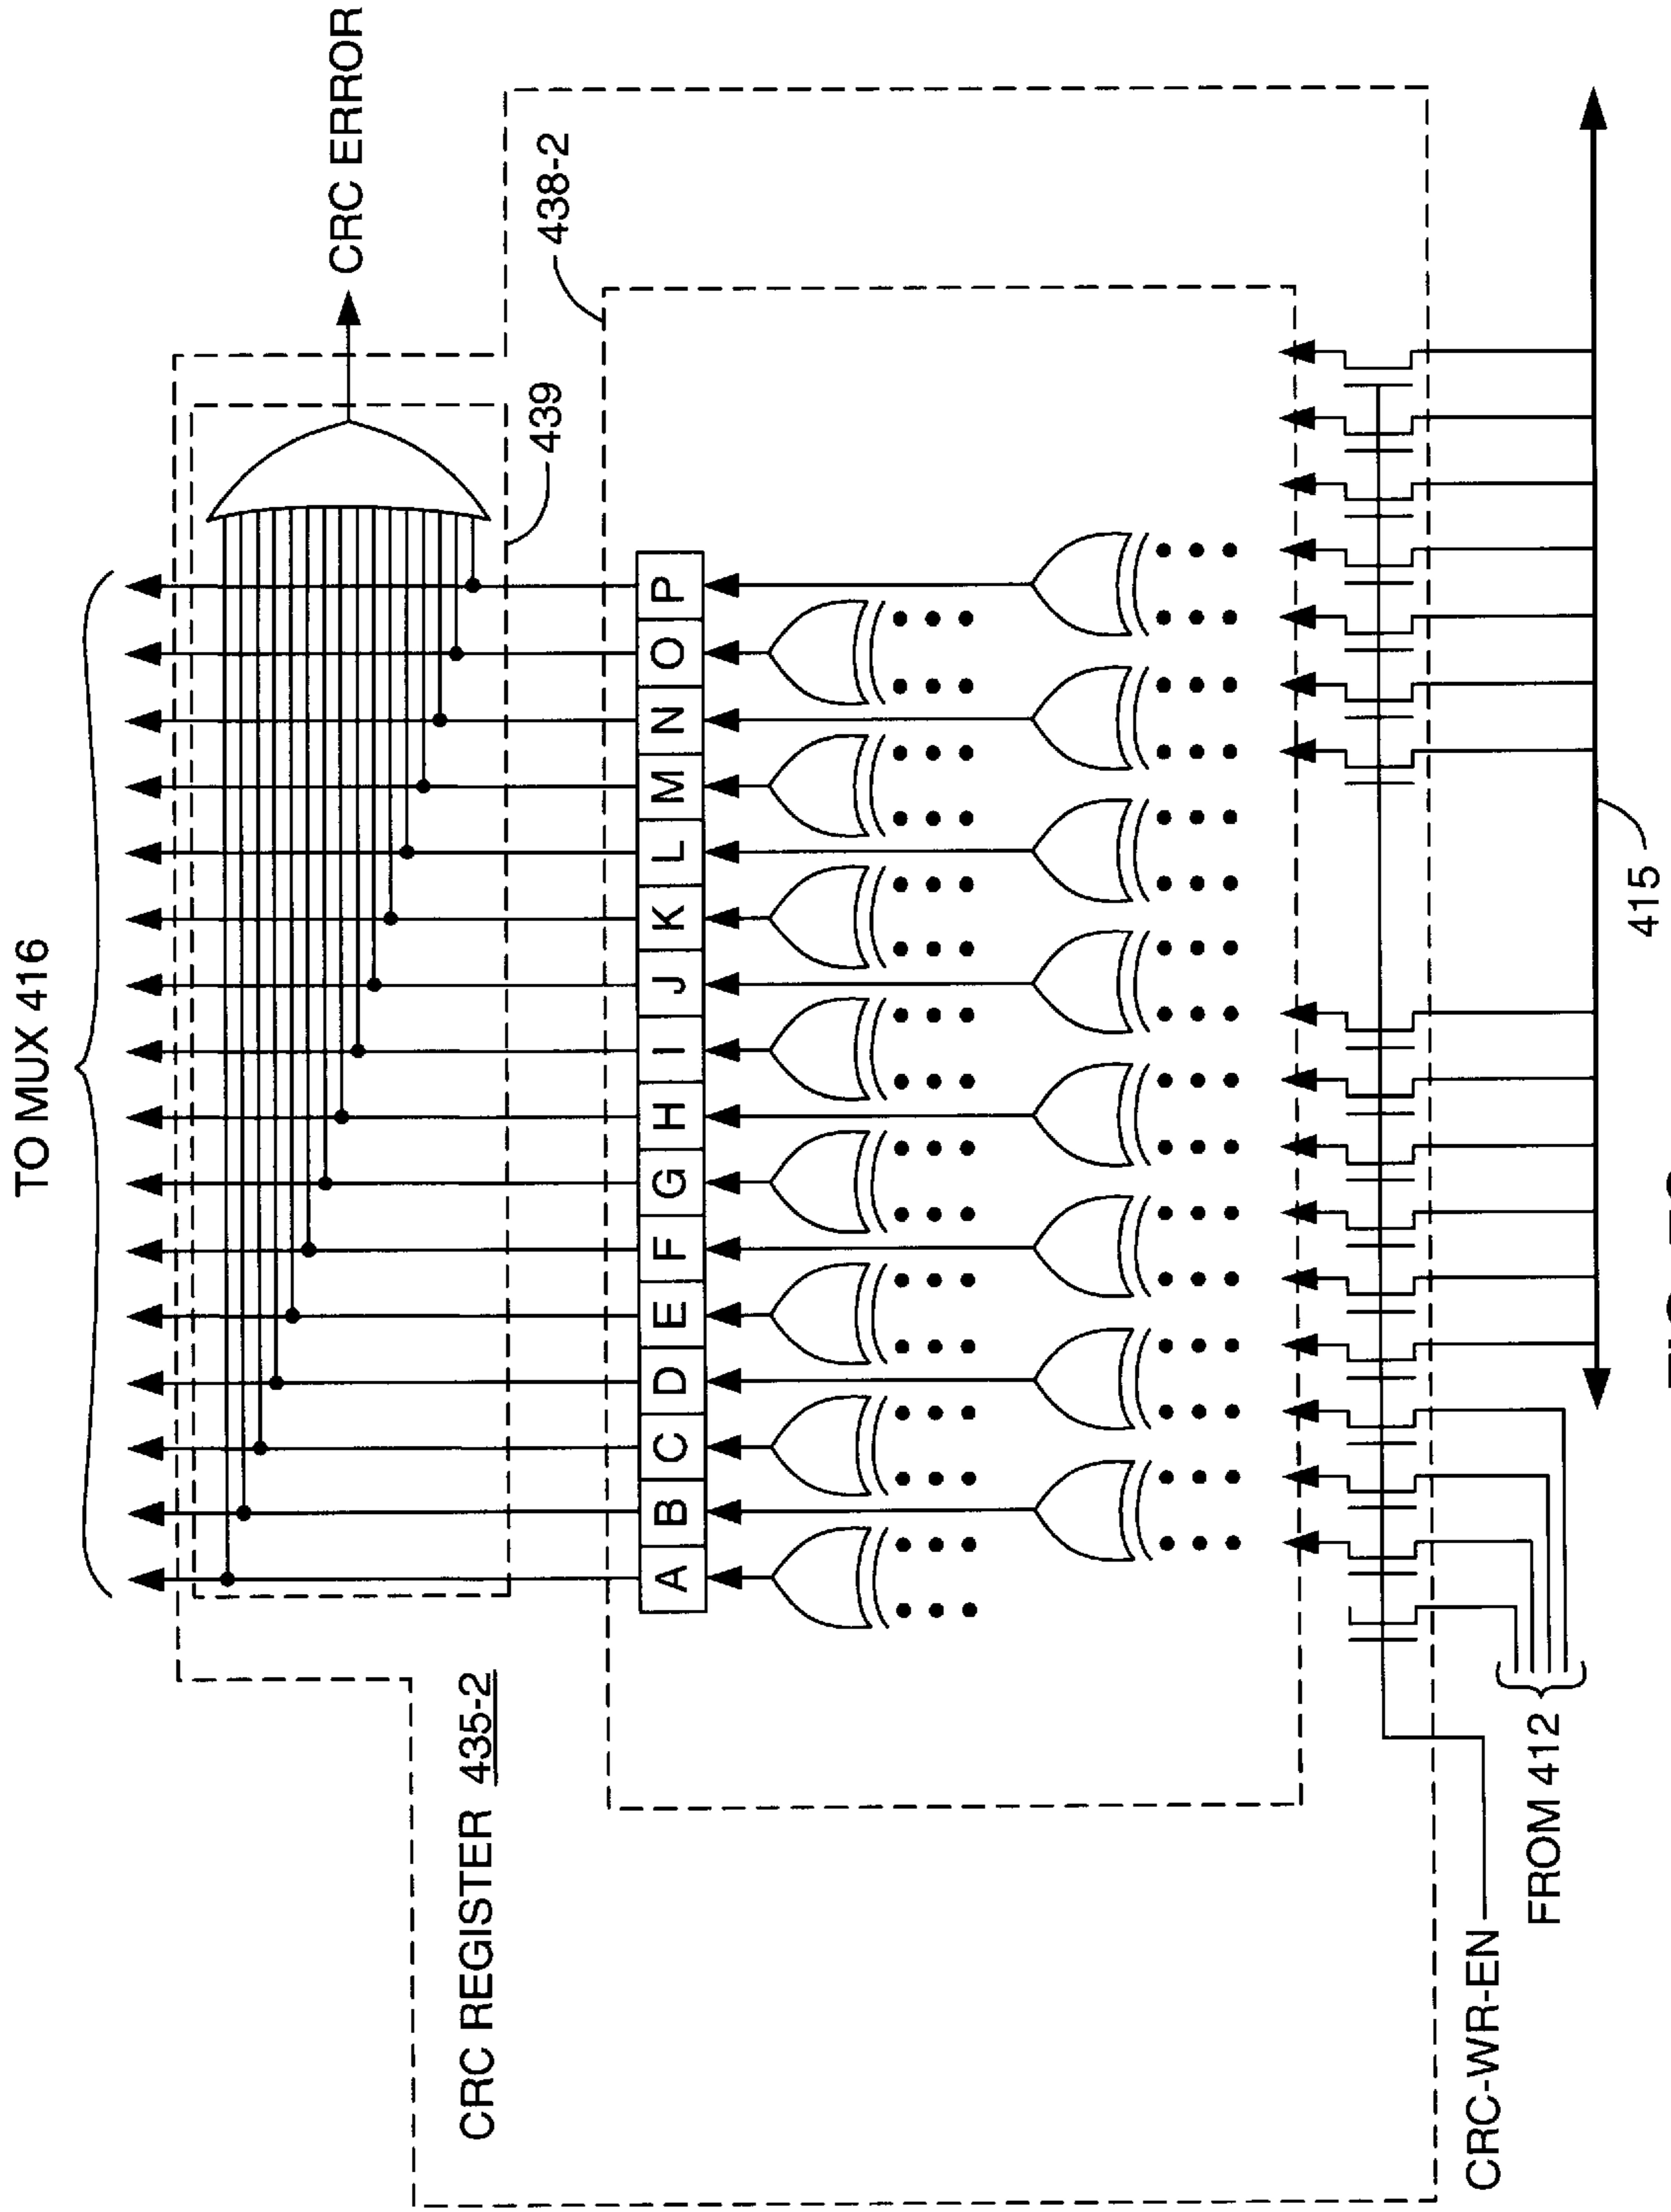 TO MUX 416
CRC ERROR
439
438-2
A B C D E F G H I J K L M N O P
CRC REGISTER 435-2
CRC-WR-EN
FROM 412
415